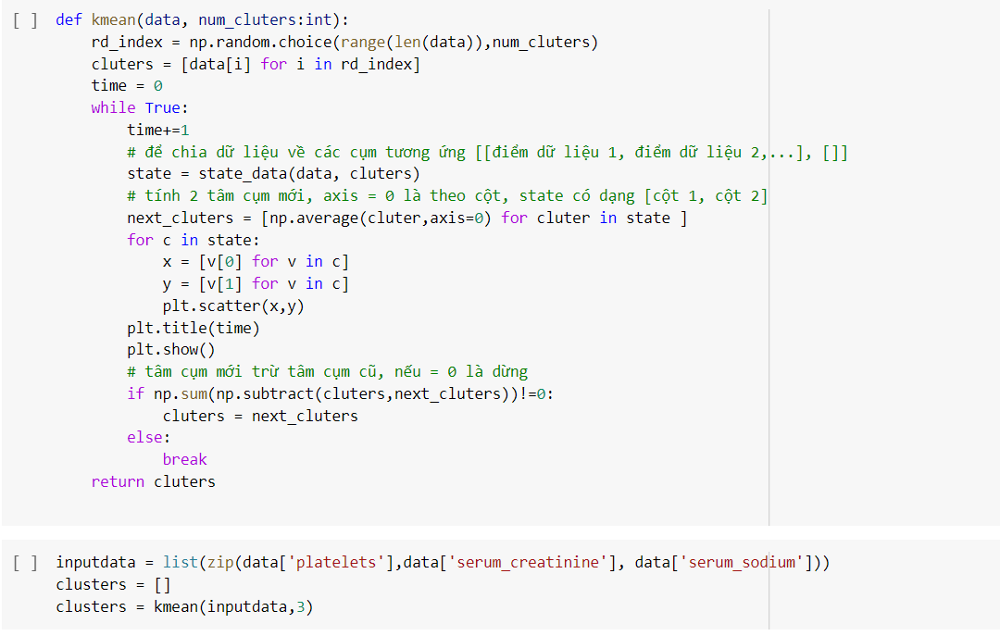 [ ] def kmean(data, num_cluters:int):
    rd_index = np.random.choice(range(len(data)),num_cluters)
    cluters = [data[i] for i in rd_index]
    time = 0
    while True:
        time+=1
        # để chia dữ liệu về các cụm tương ứng [[điểm dữ liệu 1, điểm dữ liệu 2,...], []]
        state = state_data(data, cluters)
        # tính 2 tâm cụm mới, axis = 0 là theo cột, state có dạng [cột 1, cột 2]
        next_cluters = [np.average(cluter,axis=0) for cluter in state ]
        for c in state:
            x = [v[0] for v in c]
            y = [v[1] for v in c]
            plt.scatter(x,y)
        plt.title(time)
        plt.show()
        # tâm cụm mới trừ tâm cụm cũ, nếu = 0 là dừng
        if np.sum(np.subtract(cluters,next_cluters))!=0:
            cluters = next_cluters
        else:
            break
    return cluters
[ ] inputdata = list(zip(data['platelets'],data['serum_creatinine'], data['serum_sodium']))
clusters = []
clusters = kmean(inputdata,3)